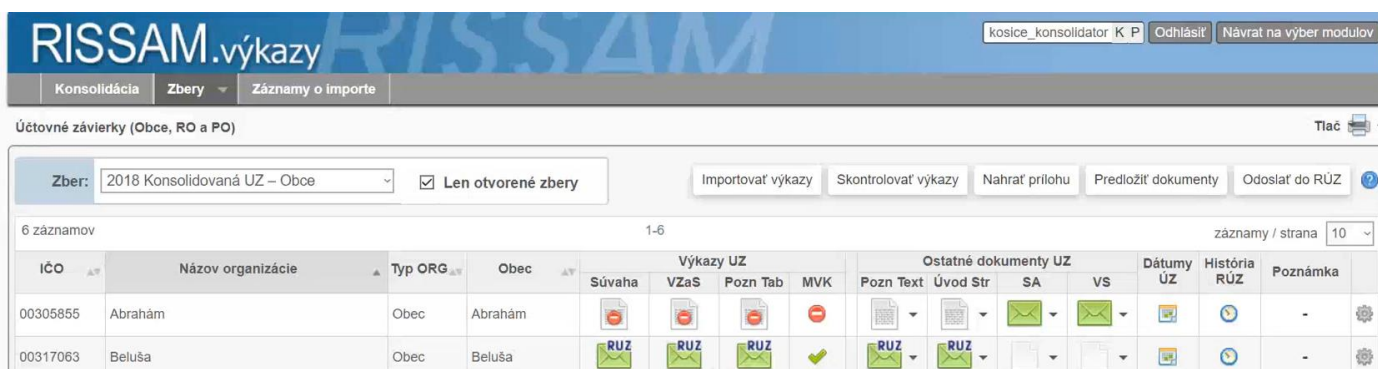 RISSAM.výkazy
RISSAM
kosice_konsolidator K P Odhlásiť Návrat na výber modulov
Konsolidácia Zbery Záznamy o importe
Účtovné závierky (Obce, RO a PO) Tlač
Zber: 2018 Konsolidovaná UZ – Obce Len otvorené zbery Importovať výkazy Skontrolovať výkazy Nahrať prílohu Predložiť dokumenty Odoslať do RÚZ ?
6 záznamov 1-6 záznamy / strana 10
IČO Názov organizácie Typ ORG Obec Výkazy UZ Ostatné dokumenty UZ Dátumy ÚZ História RÚZ Poznámka
Súvaha VZaS Pozn Tab MVK Pozn Text Úvod Str SA VS
00305855 Abrahám Obec Abrahám -
00317063 Beluša Obec Beluša RUZ RUZ RUZ RUZ RUZ -